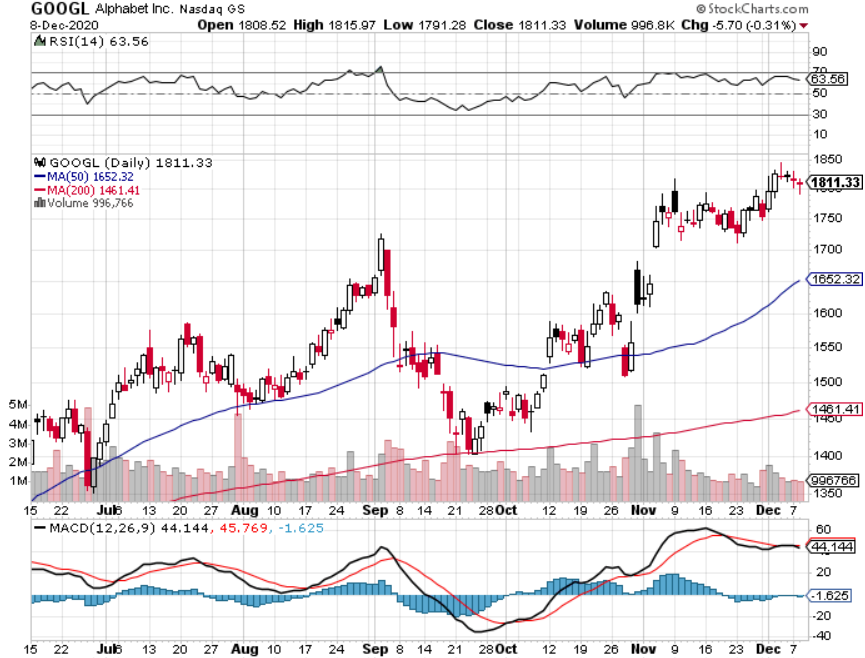 GOOGL Alphabet Inc. Nasdaq GS © StockCharts.com
8-Dec-2020 Open 1808.52 High 1815.97 Low 1791.28 Close 1811.33 Volume 996.8K Chg -5.70 (-0.31%)
RSI(14) 63.56
90
70
63.56
50
30
10
GOOGL (Daily) 1811.33
MA(50) 1652.32
MA(200) 1461.41
Volume 996,766
1850
1811.33
1750
1700
1652.32
1600
1550
1500
5M 1461.41
4M 1450
3M
2M 1400
1M 996766
1350
15 22 Jul 6 13 20 27 Aug 10 17 24 Sep 8 14 21 28 Oct 12 19 26 Nov 9 16 23 Dec 7
MACD(12,26,9) 44.144, 45.769, -1.625
60
44.144
20
-1.625
-20
-40
15 22 Jul 6 13 20 27 Aug 10 17 24 Sep 8 14 21 28 Oct 12 19 26 Nov 9 16 23 Dec 7